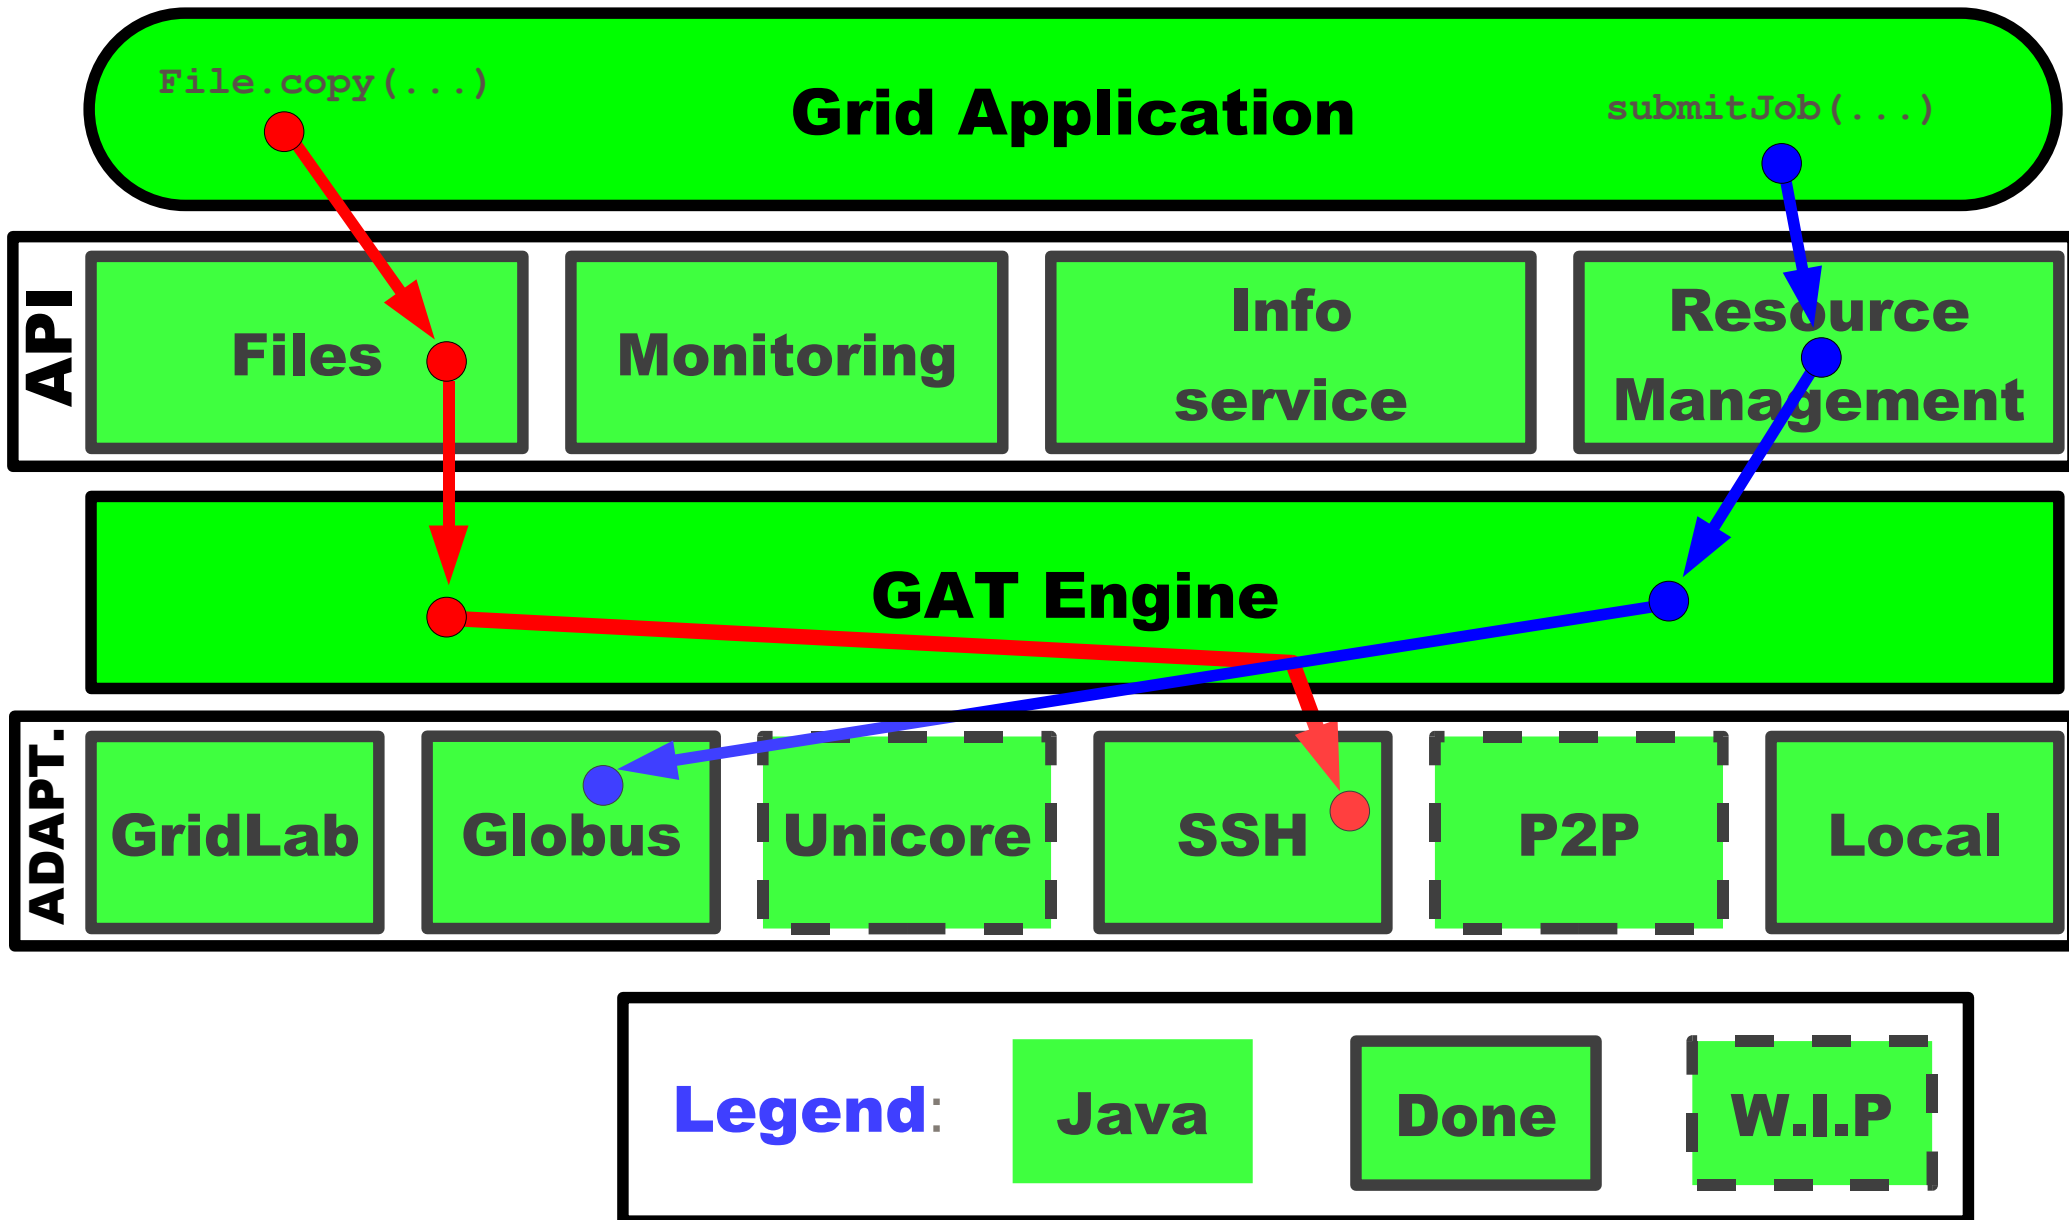 File.copy(...)
Grid Application
submitJob(...)
API
Files
Monitoring
Info
service
Resource
Management
GAT Engine
ADAPT.
GridLab
Globus
Unicore
SSH
P2P
Local
Legend:
Java
Done
W.I.P